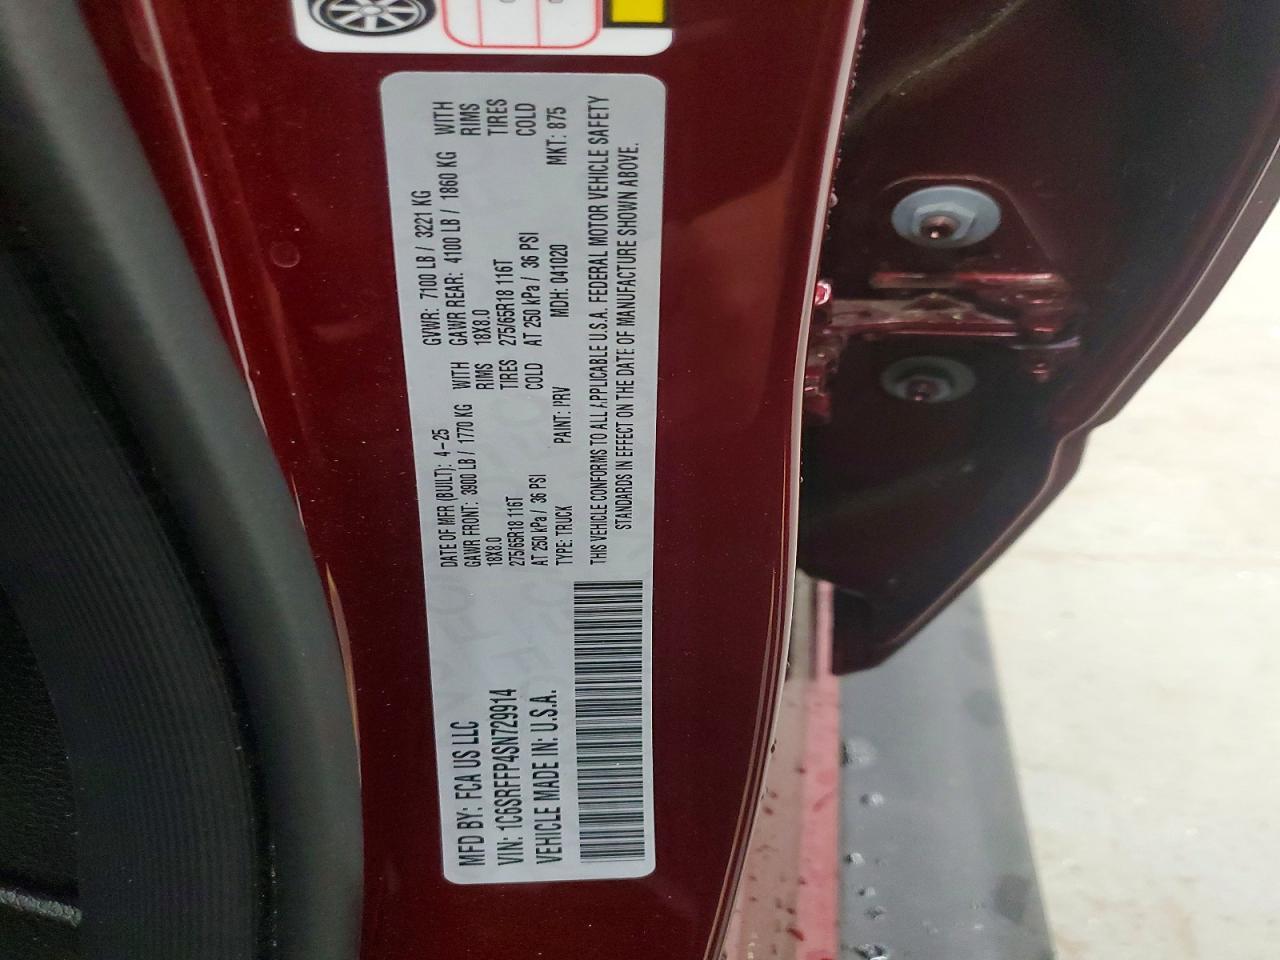 MFD BY: FCA US LLC
VIN: 1C6SRFFP4SN729914
VEHICLE MADE IN: U.S.A.
DATE OF MFR (BUILT): 4-25 GVWR: 7100 LB / 3221 KG
GAWR FRONT: 3900 LB / 1770 KG WITH GAWR REAR: 4100 LB / 1860 KG WITH
18X8.0 RIMS 18X8.0 RIMS
275/65R18 116T TIRES 275/65R18 116T TIRES
AT 250 kPa / 36 PSI COLD AT 250 kPa / 36 PSI COLD
TYPE: TRUCK PAINT: PRV MDH: 041020 MKT: 875
THIS VEHICLE CONFORMS TO ALL APPLICABLE U.S.A. FEDERAL MOTOR VEHICLE SAFETY
STANDARDS IN EFFECT ON THE DATE OF MANUFACTURE SHOWN ABOVE.